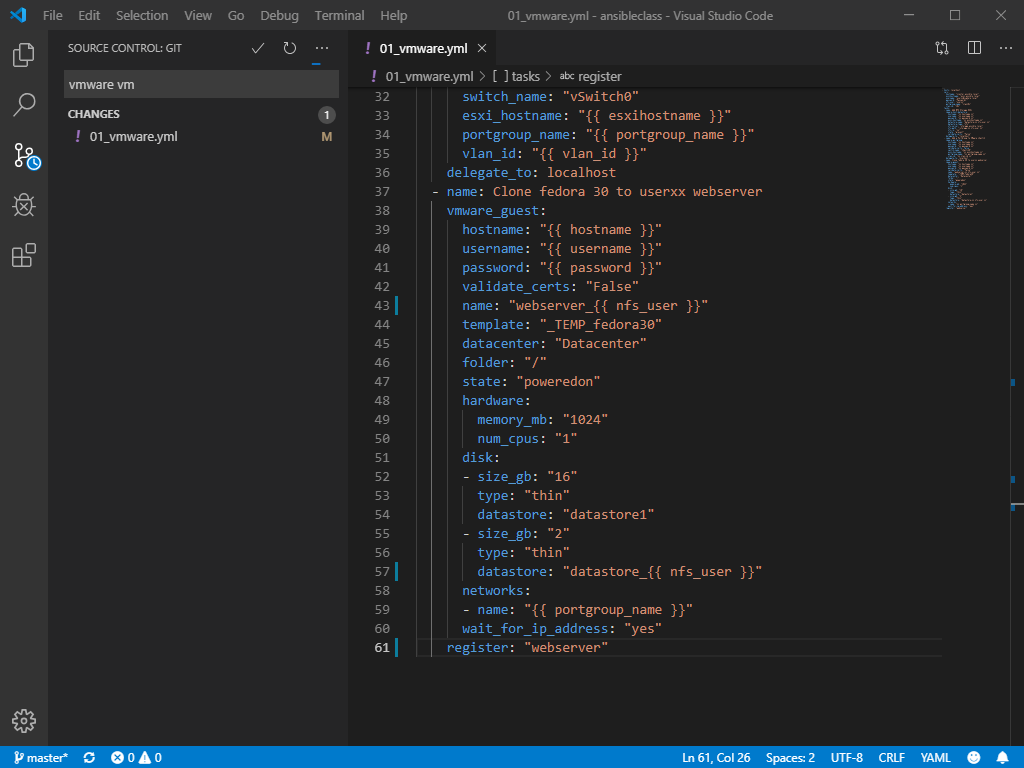 File Edit Selection View Go Debug Terminal Help 01_vmware.yml - ansibleclass - Visual Studio Code
SOURCE CONTROL: GIT
vmware vm
CHANGES 1
! 01_vmware.yml M
! 01_vmware.yml
! 01_vmware.yml > [ ] tasks > abc register
32 switch_name: "vSwitch0"
33 esxi_hostname: "{{ esxihostname }}"
34 portgroup_name: "{{ portgroup_name }}"
35 vlan_id: "{{ vlan_id }}"
36 delegate_to: localhost
37 - name: Clone fedora 30 to userxx webserver
38 vmware_guest:
39 hostname: "{{ hostname }}"
40 username: "{{ username }}"
41 password: "{{ password }}"
42 validate_certs: "False"
43 name: "webserver_{{ nfs_user }}"
44 template: "_TEMP_fedora30"
45 datacenter: "Datacenter"
46 folder: "/"
47 state: "poweredon"
48 hardware:
49 memory_mb: "1024"
50 num_cpus: "1"
51 disk:
52 - size_gb: "16"
53 type: "thin"
54 datastore: "datastore1"
55 - size_gb: "2"
56 type: "thin"
57 datastore: "datastore_{{ nfs_user }}"
58 networks:
59 - name: "{{ portgroup_name }}"
60 wait_for_ip_address: "yes"
61 register: "webserver"
master* 0 0 Ln 61, Col 26 Spaces: 2 UTF-8 CRLF YAML